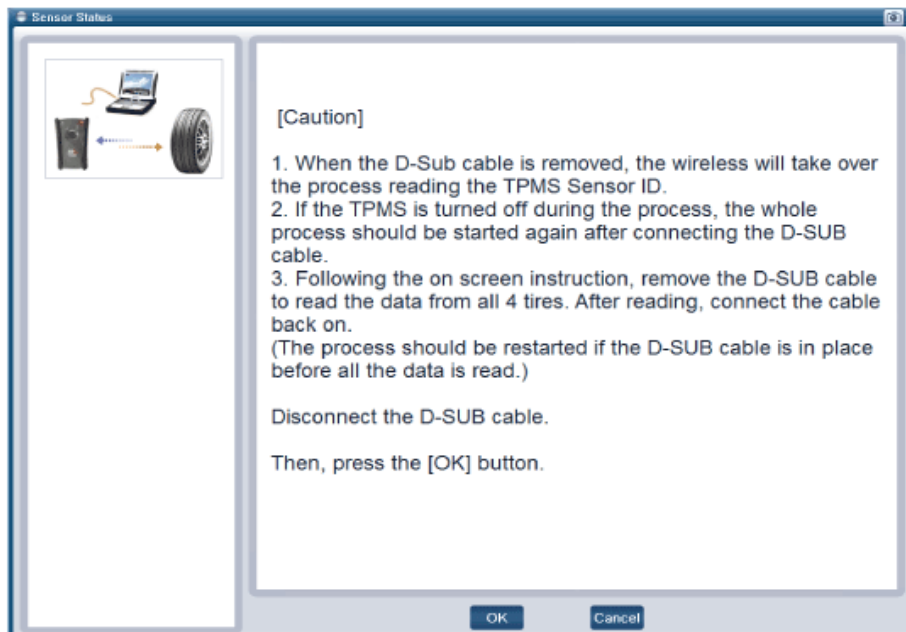 Sensor Status
[Caution]
1. When the D-Sub cable is removed, the wireless will take over
the process reading the TPMS Sensor ID.
2. If the TPMS is turned off during the process, the whole
process should be started again after connecting the D-SUB
cable.
3. Following the on screen instruction, remove the D-SUB cable
to read the data from all 4 tires. After reading, connect the cable
back on.
(The process should be restarted if the D-SUB cable is in place
before all the data is read.)
Disconnect the D-SUB cable.
Then, press the [OK] button.
OK
Cancel